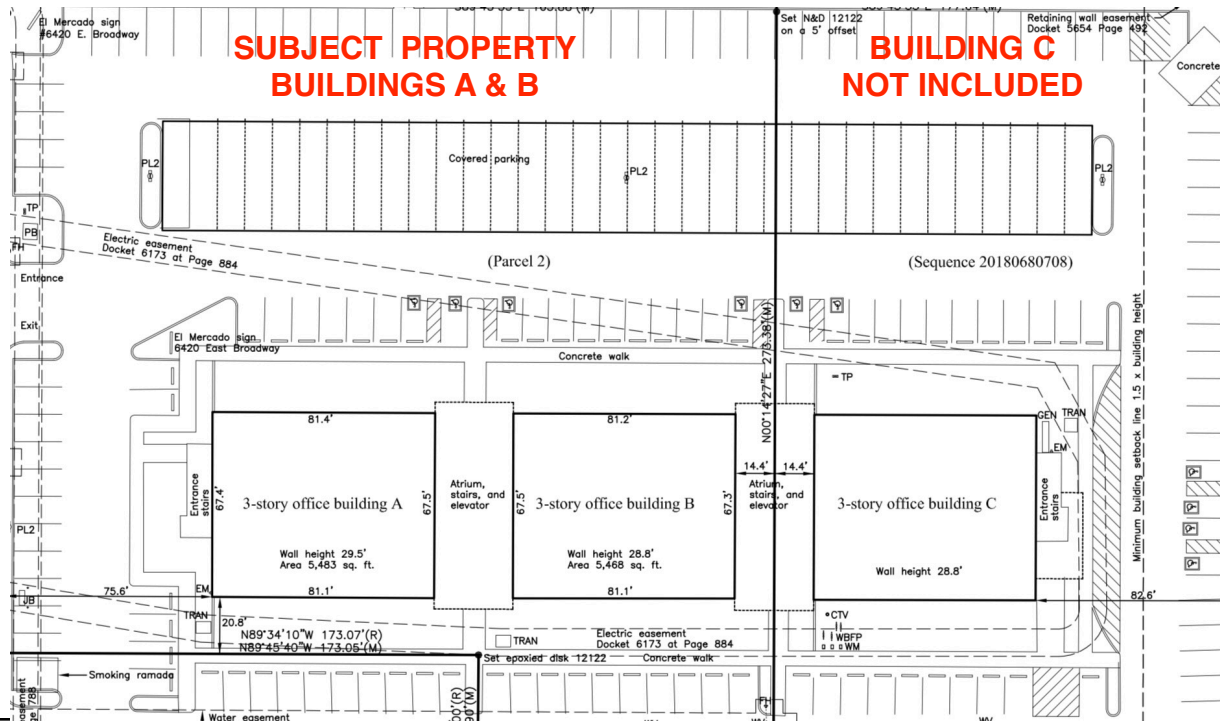 El Mercado sign
#6420 E. Broadway
SUBJECT PROPERTY
BUILDINGS A & B
Set N&D 12122
on a 5' offset
BUILDING C
NOT INCLUDED
Retaining wall easement
Docket 5654 Page 492
Concrete
PL2
Covered parking
PL2
PL2
TP
PB
FH
Entrance
Exit
Electric easement
Docket 6173 at Page 884
(Parcel 2)
(Sequence 20180680708)
El Mercado sign
6420 East Broadway
Concrete walk
N00°14'27"E 273.38'(M)
TP
Minimum building setback line 1.5 x building height
81.4'
Entrance
stairs
67.4'
3-story office building A
67.5'
Wall height 29.5'
Area 5,483 sq. ft.
81.1'
Atrium,
stairs, and
elevator
81.2'
67.5'
3-story office building B
67.3'
Wall height 28.8'
Area 5,468 sq. ft.
81.1'
14.4'
14.4'
Atrium,
stairs, and
elevator
3-story office building C
Wall height 28.8'
GEN
TRAN
EM
Entrance
stairs
PL2
JB
75.6'
EM
TRAN
20.8'
82.6'
N89°34'10"W 173.07'(R)
N89°45'40"W 173.05'(M)
TRAN
Electric easement
Docket 6173 at Page 884
CTV
WBFP
WM
Set epoxied disk 12122
Concrete walk
Smoking ramada
Water easement